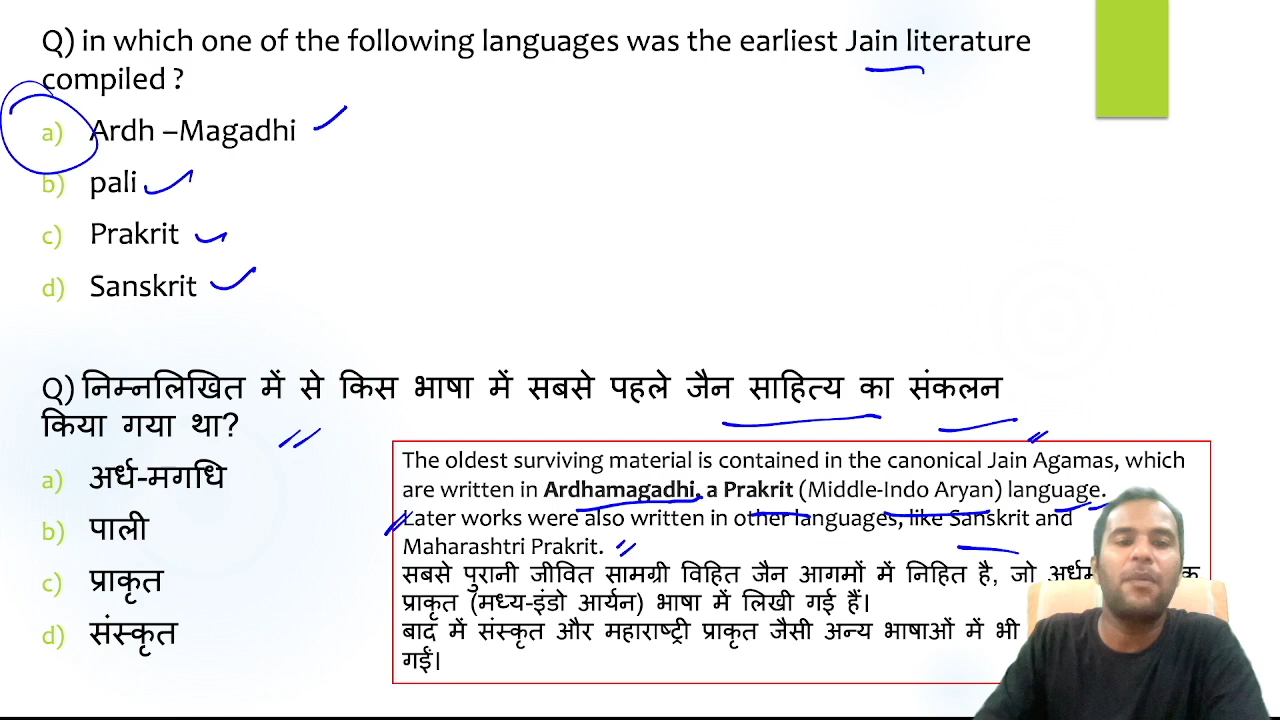 Q) in which one of the following languages was the earliest Jain literature
compiled ?
a) Ardh –Magadhi
b) pali
c) Prakrit
d) Sanskrit
Q) निम्नलिखित में से किस भाषा में सबसे पहले जैन साहित्य का संकलन
किया गया था?
a) अर्ध-मगधि
b) पाली
c) प्राकृत
d) संस्कृत
The oldest surviving material is contained in the canonical Jain Agamas, which
are written in Ardhamagadhi, a Prakrit (Middle-Indo Aryan) language.
Later works were also written in other languages, like Sanskrit and
Maharashtri Prakrit.
सबसे पुरानी जीवित सामग्री विहित जैन आगमों में निहित है, जो
प्राकृत (मध्य-इंडो आर्यन) भाषा में लिखी गई हैं।
बाद में संस्कृत और महाराष्ट्री प्राकृत जैसी अन्य भाषाओं में भी
गईं।